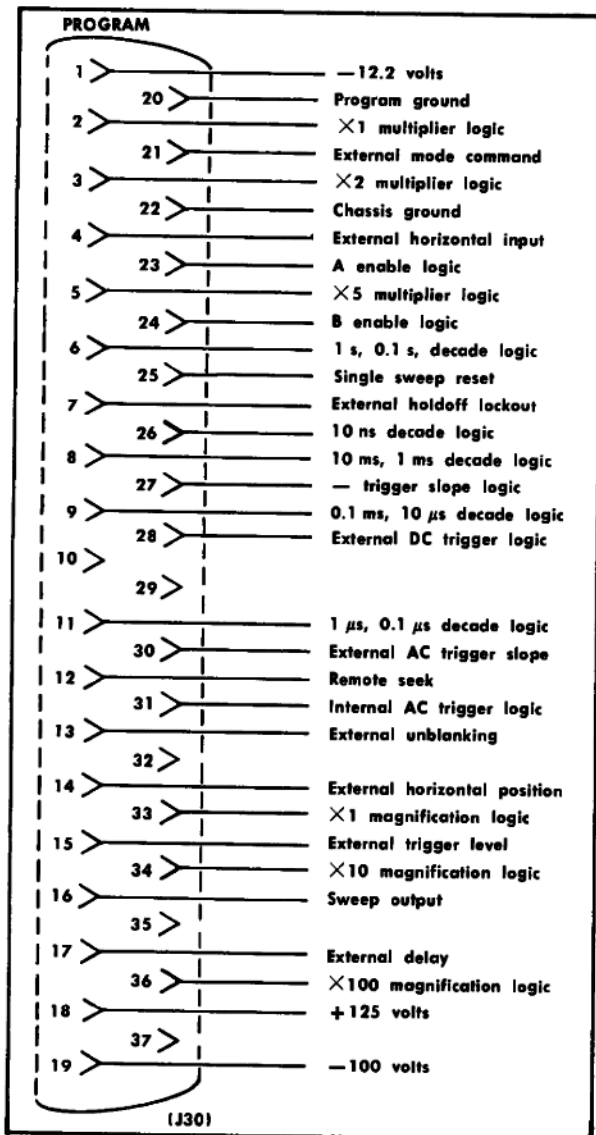 PROGRAM
1 —12.2 volts
20 Program ground
2 ×1 multiplier logic
21 External mode command
3 ×2 multiplier logic
22 Chassis ground
4 External horizontal input
23 A enable logic
5 ×5 multiplier logic
24 B enable logic
6 1 s, 0.1 s, decade logic
25 Single sweep reset
7 External holdoff lockout
26 10 ns decade logic
8 10 ms, 1 ms decade logic
27 — trigger slope logic
9 0.1 ms, 10 µs decade logic
28 External DC trigger logic
10
29
11 1 µs, 0.1 µs decade logic
30 External AC trigger slope
12 Remote seek
31 Internal AC trigger logic
13 External unblanking
32
14 External horizontal position
33 ×1 magnification logic
15 External trigger level
34 ×10 magnification logic
16 Sweep output
35
17 External delay
36 ×100 magnification logic
18 +125 volts
37
19 —100 volts
(J30)